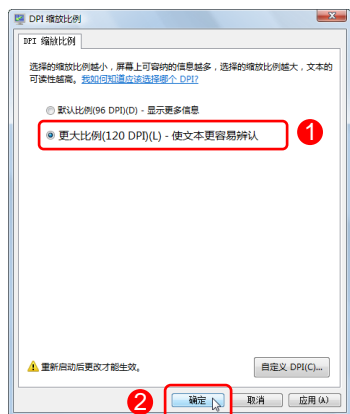 DPI 缩放比例
DPI 缩放比例
选择的缩放比例越小，屏幕上可容纳的信息越多，选择的缩放比例越大，文本的
可读性越高。我如何知道应该选择哪个 DPI?
默认比例(96 DPI)(D) - 显示更多信息
更大比例(120 DPI)(L) - 使文本更容易辨认
1
重新启动后更改才能生效。
自定义 DPI(C)...
2
确定
取消
应用(A)